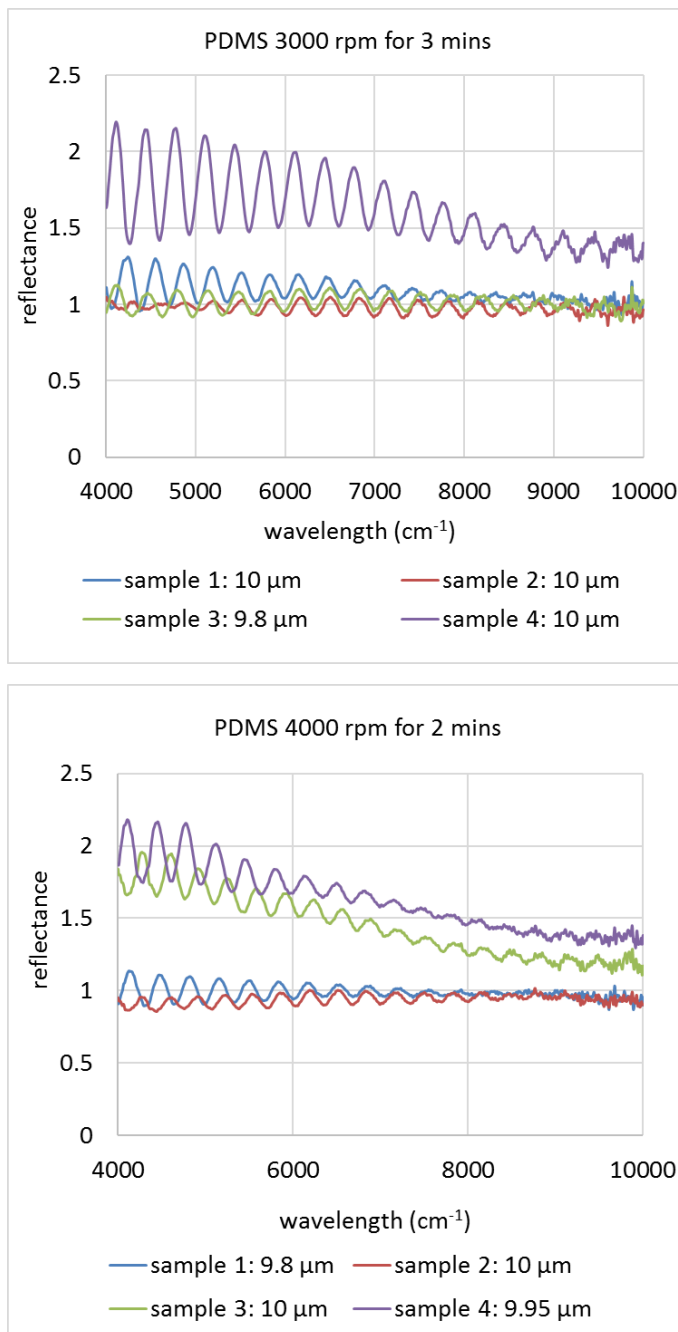 PDMS 3000 rpm for 3 mins
2.5
2
1.5
1
0.5
0
reflectance
4000 5000 6000 7000 8000 9000 10000
wavelength (cm-1)
sample 1: 10 µm sample 2: 10 µm
sample 3: 9.8 µm sample 4: 10 µm
PDMS 4000 rpm for 2 mins
2.5
2
1.5
1
0.5
0
reflectance
4000 6000 8000 10000
wavelength (cm-1)
sample 1: 9.8 µm sample 2: 10 µm
sample 3: 10 µm sample 4: 9.95 µm